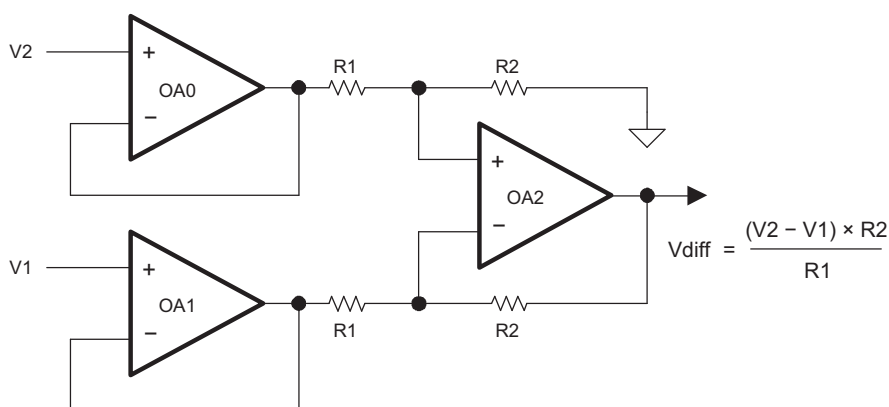 V2
+
OA0
−
R1
R2
+
OA2
−
V1
+
OA1
−
R1
R2
Vdiff = (V2 − V1) × R2
R1